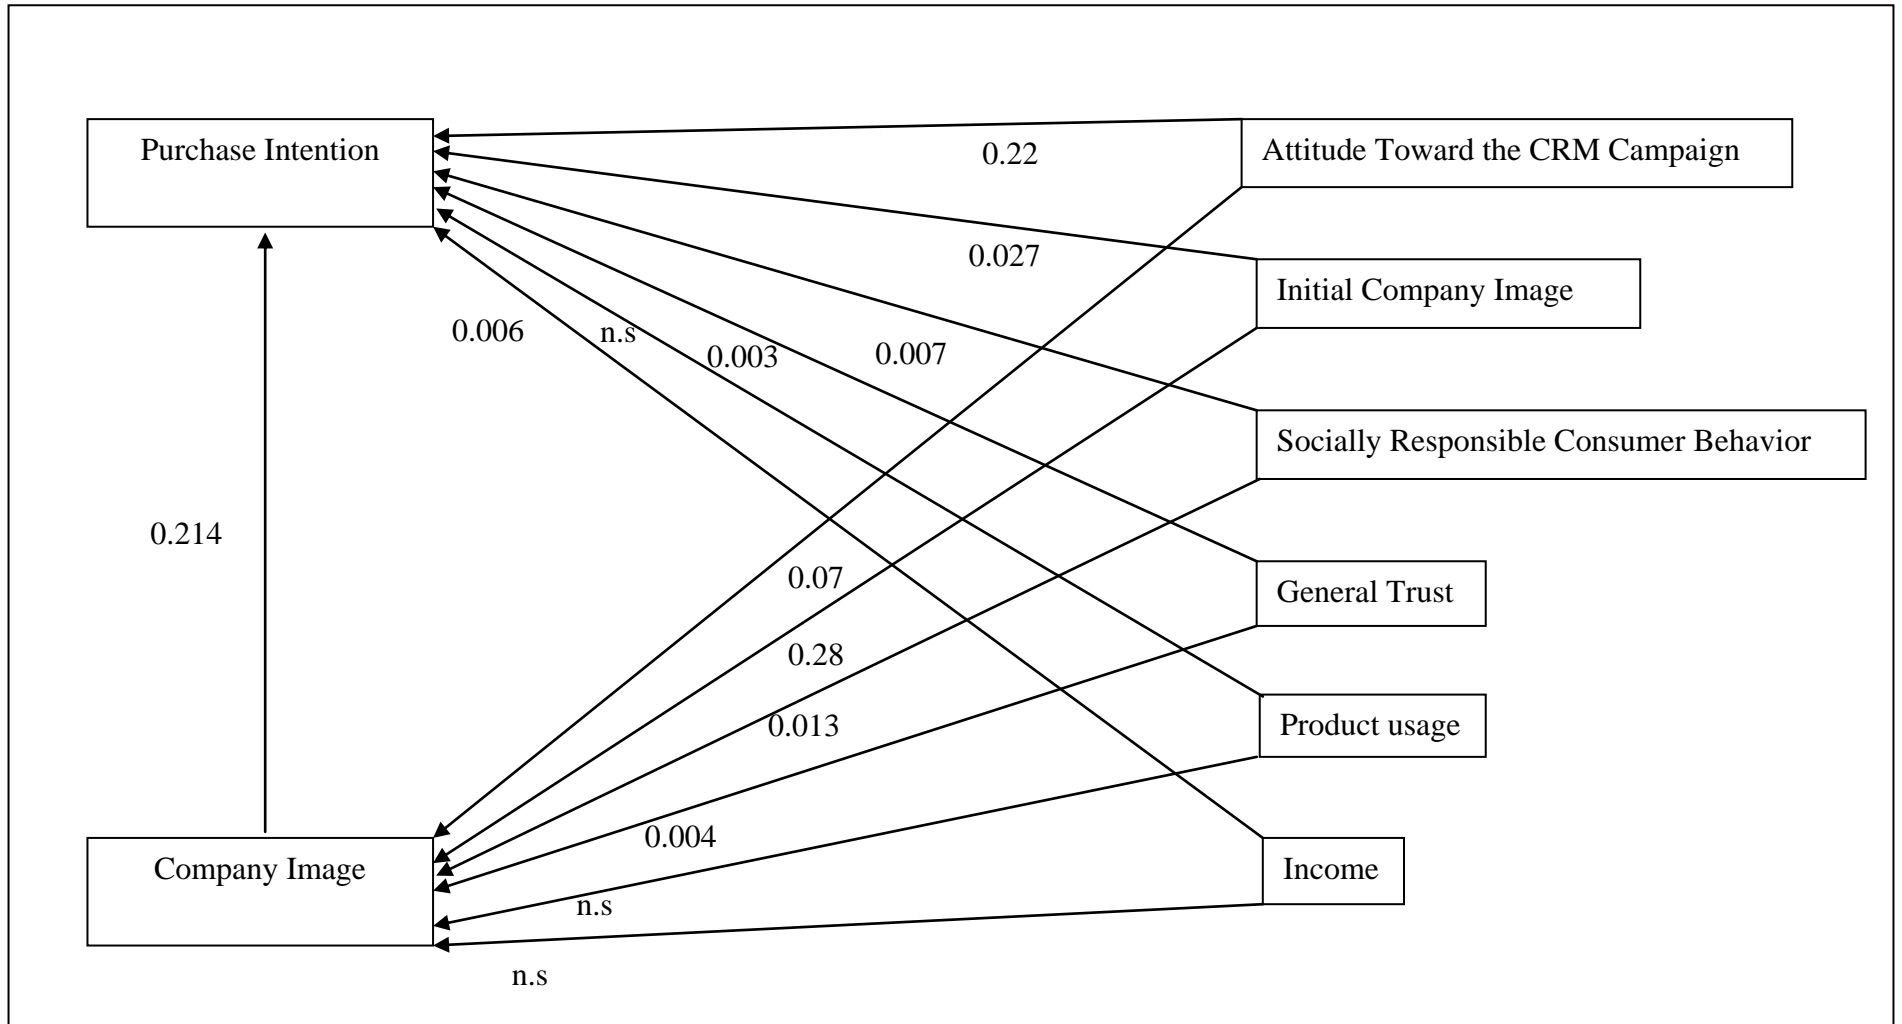 Purchase Intention
Attitude Toward the CRM Campaign
0.22
0.027
Initial Company Image
0.006
n.s
0.003
0.007
Socially Responsible Consumer Behavior
0.214
0.07
General Trust
0.28
0.013
Product usage
0.004
Company Image
Income
n.s
n.s